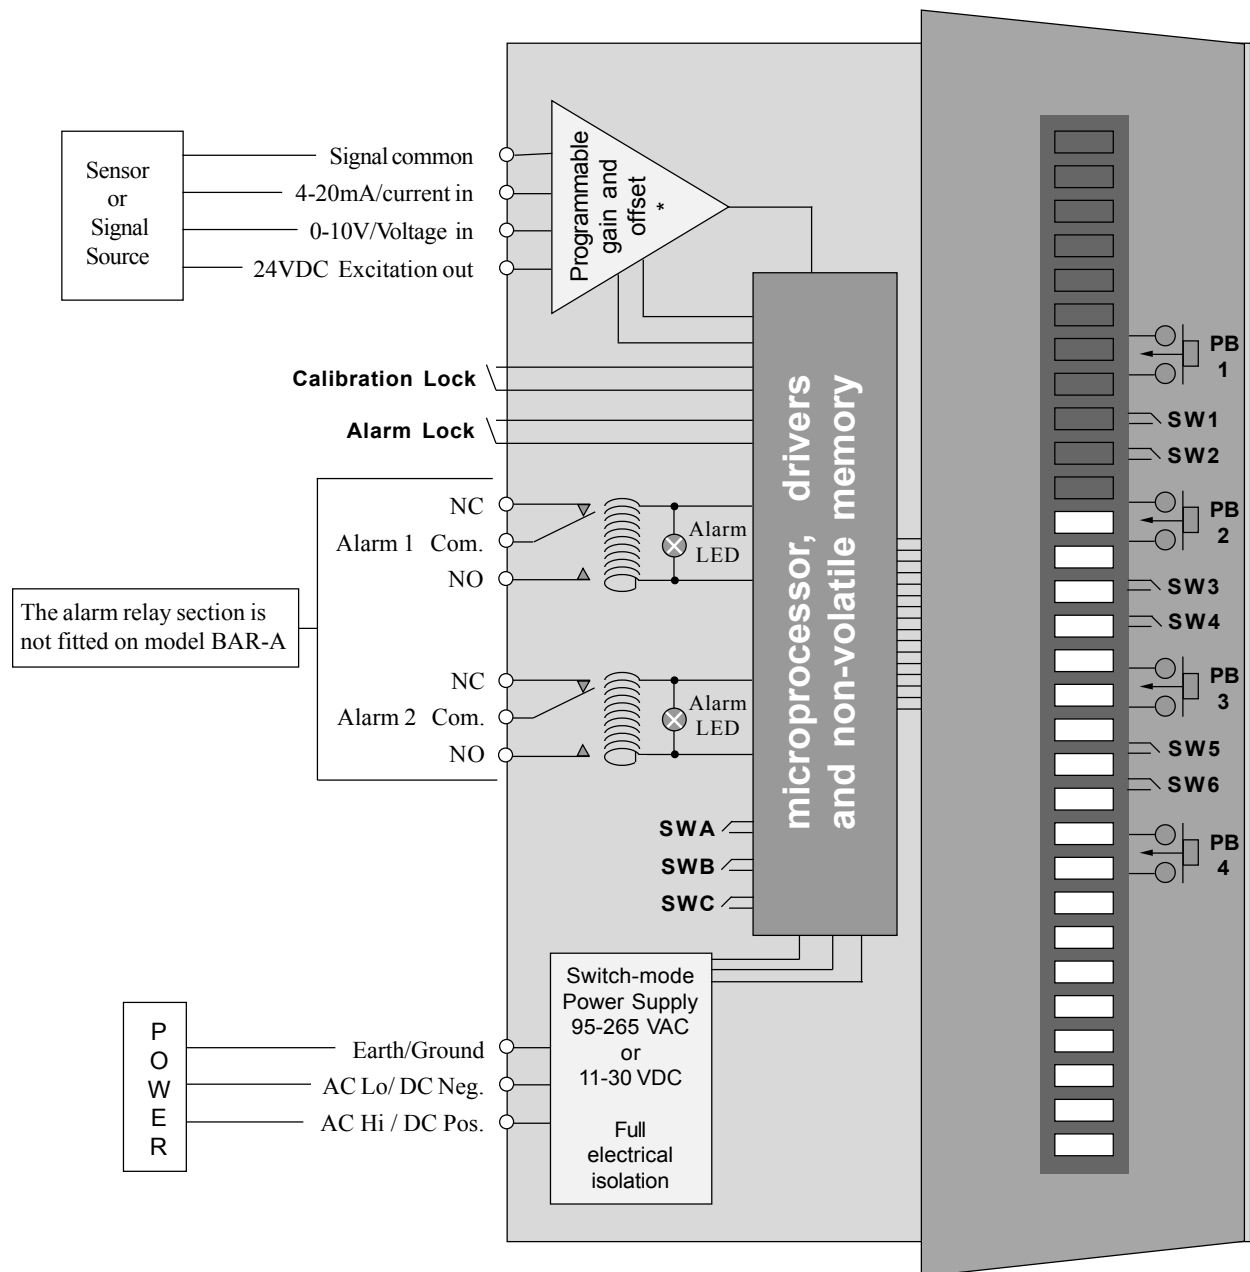 Sensor
or
Signal
Source
Signal common
4-20mA/current in
0-10V/Voltage in
24VDC Excitation out
Programmable
gain and
offset
*
Calibration Lock
Alarm Lock
NC
Alarm 1 Com.
NO
Alarm
LED
The alarm relay section is
not fitted on model BAR-A
NC
Alarm 2 Com.
NO
Alarm
LED
microprocessor, drivers
and non-volatile memory
SWA
SWB
SWC
POWER
Earth/Ground
AC Lo/ DC Neg.
AC Hi / DC Pos.
Switch-mode
Power Supply
95-265 VAC
or
11-30 VDC
Full
electrical
isolation
PB
1
SW1
SW2
PB
2
SW3
SW4
PB
3
SW5
SW6
PB
4